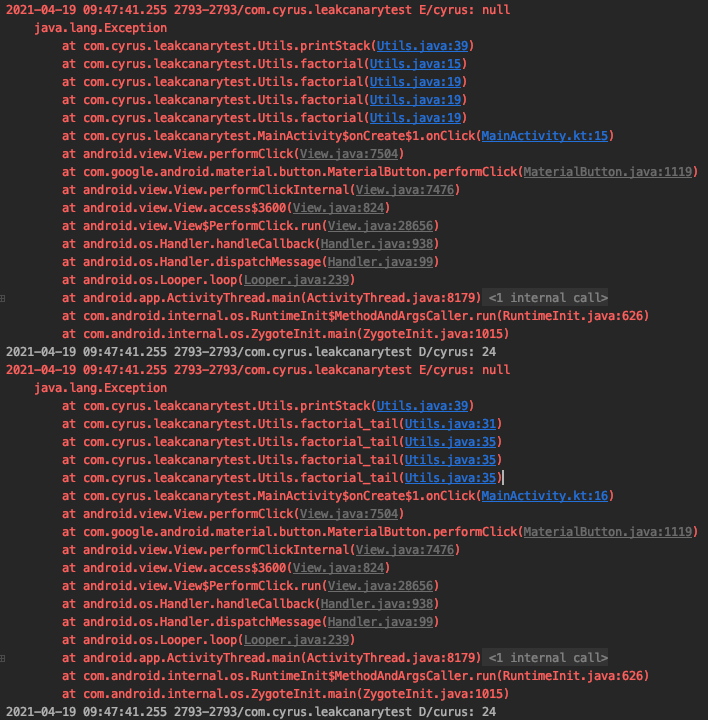 2021-04-19 09:47:41.255 2793-2793/com.cyrus.leakcanarytest E/cyrus: null
java.lang.Exception
at com.cyrus.leakcanarytest.Utils.printStack(Utils.java:39)
at com.cyrus.leakcanarytest.Utils.factorial(Utils.java:15)
at com.cyrus.leakcanarytest.Utils.factorial(Utils.java:19)
at com.cyrus.leakcanarytest.Utils.factorial(Utils.java:19)
at com.cyrus.leakcanarytest.Utils.factorial(Utils.java:19)
at com.cyrus.leakcanarytest.MainActivity$onCreate$1.onClick(MainActivity.kt:15)
at android.view.View.performClick(View.java:7504)
at com.google.android.material.button.MaterialButton.performClick(MaterialButton.java:1119)
at android.view.View.performClickInternal(View.java:7476)
at android.view.View.access$3600(View.java:824)
at android.view.View$PerformClick.run(View.java:28656)
at android.os.Handler.handleCallback(Handler.java:938)
at android.os.Handler.dispatchMessage(Handler.java:99)
at android.os.Looper.loop(Looper.java:239)
at android.app.ActivityThread.main(ActivityThread.java:8179) <1 internal call>
at com.android.internal.os.RuntimeInit$MethodAndArgsCaller.run(RuntimeInit.java:626)
at com.android.internal.os.ZygoteInit.main(ZygoteInit.java:1015)
2021-04-19 09:47:41.255 2793-2793/com.cyrus.leakcanarytest D/cyrus: 24
2021-04-19 09:47:41.255 2793-2793/com.cyrus.leakcanarytest E/cyrus: null
java.lang.Exception
at com.cyrus.leakcanarytest.Utils.printStack(Utils.java:39)
at com.cyrus.leakcanarytest.Utils.factorial_tail(Utils.java:31)
at com.cyrus.leakcanarytest.Utils.factorial_tail(Utils.java:35)
at com.cyrus.leakcanarytest.Utils.factorial_tail(Utils.java:35)
at com.cyrus.leakcanarytest.Utils.factorial_tail(Utils.java:35)
at com.cyrus.leakcanarytest.MainActivity$onCreate$1.onClick(MainActivity.kt:16)
at android.view.View.performClick(View.java:7504)
at com.google.android.material.button.MaterialButton.performClick(MaterialButton.java:1119)
at android.view.View.performClickInternal(View.java:7476)
at android.view.View.access$3600(View.java:824)
at android.view.View$PerformClick.run(View.java:28656)
at android.os.Handler.handleCallback(Handler.java:938)
at android.os.Handler.dispatchMessage(Handler.java:99)
at android.os.Looper.loop(Looper.java:239)
at android.app.ActivityThread.main(ActivityThread.java:8179) <1 internal call>
at com.android.internal.os.RuntimeInit$MethodAndArgsCaller.run(RuntimeInit.java:626)
at com.android.internal.os.ZygoteInit.main(ZygoteInit.java:1015)
2021-04-19 09:47:41.255 2793-2793/com.cyrus.leakcanarytest D/cyrus: 24